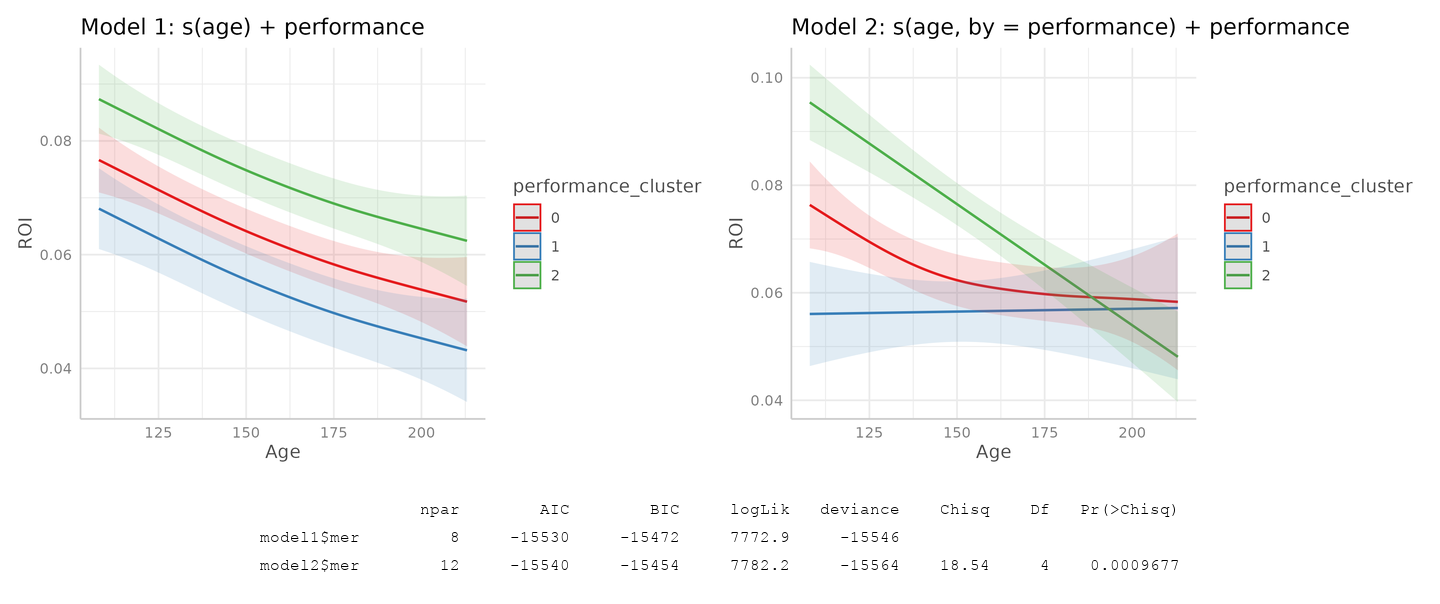 Model 1: s(age) + performance
0.08
0.06
0.04
ROI
125 150 175 200
Age
performance_cluster
0
1
2
Model 2: s(age, by = performance) + performance
0.10
0.08
0.06
0.04
ROI
125 150 175 200
Age
performance_cluster
0
1
2
npar AIC BIC logLik deviance Chisq Df Pr(>Chisq)
model1$mer 8 -15530 -15472 7772.9 -15546
model2$mer 12 -15540 -15454 7782.2 -15564 18.54 4 0.0009677